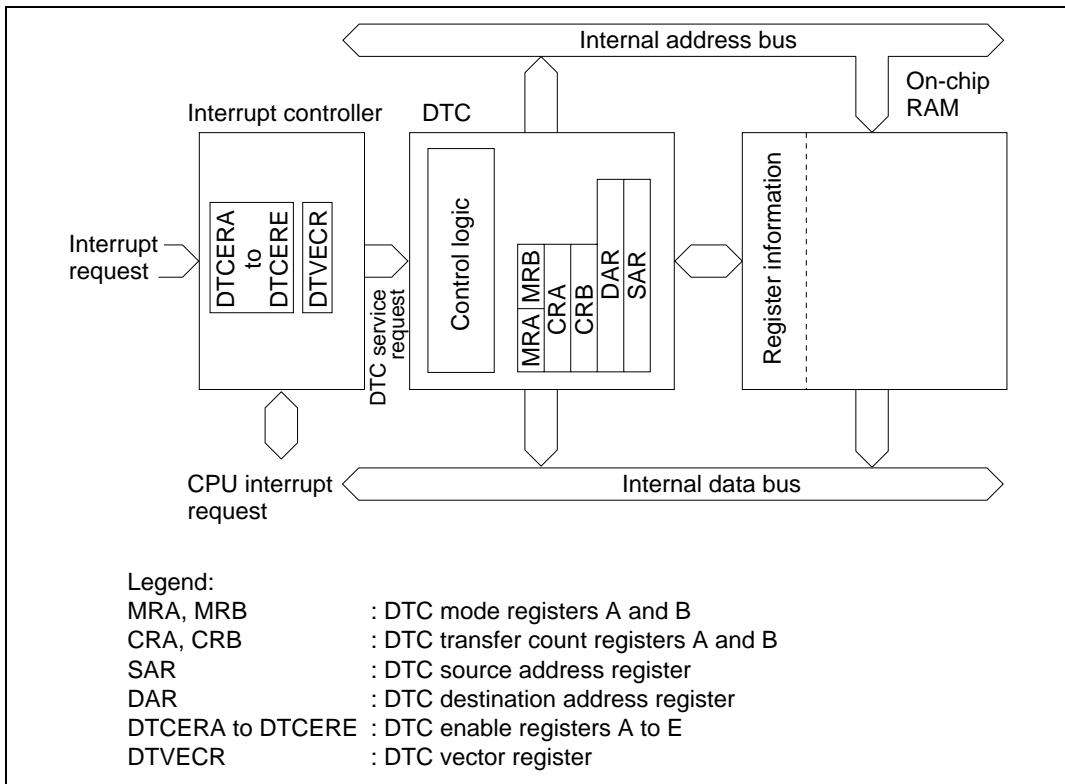 Internal address bus
On-chip
RAM
Interrupt controller
DTC
Interrupt
request
DTCERA
to
DTCERE
DTVECR
DTC service
request
Control logic
MRA MRB
CRA
CRB
DAR
SAR
Register information
CPU interrupt
request
Internal data bus
Legend:
MRA, MRB : DTC mode registers A and B
CRA, CRB : DTC transfer count registers A and B
SAR : DTC source address register
DAR : DTC destination address register
DTCERA to DTCERE : DTC enable registers A to E
DTVECR : DTC vector register